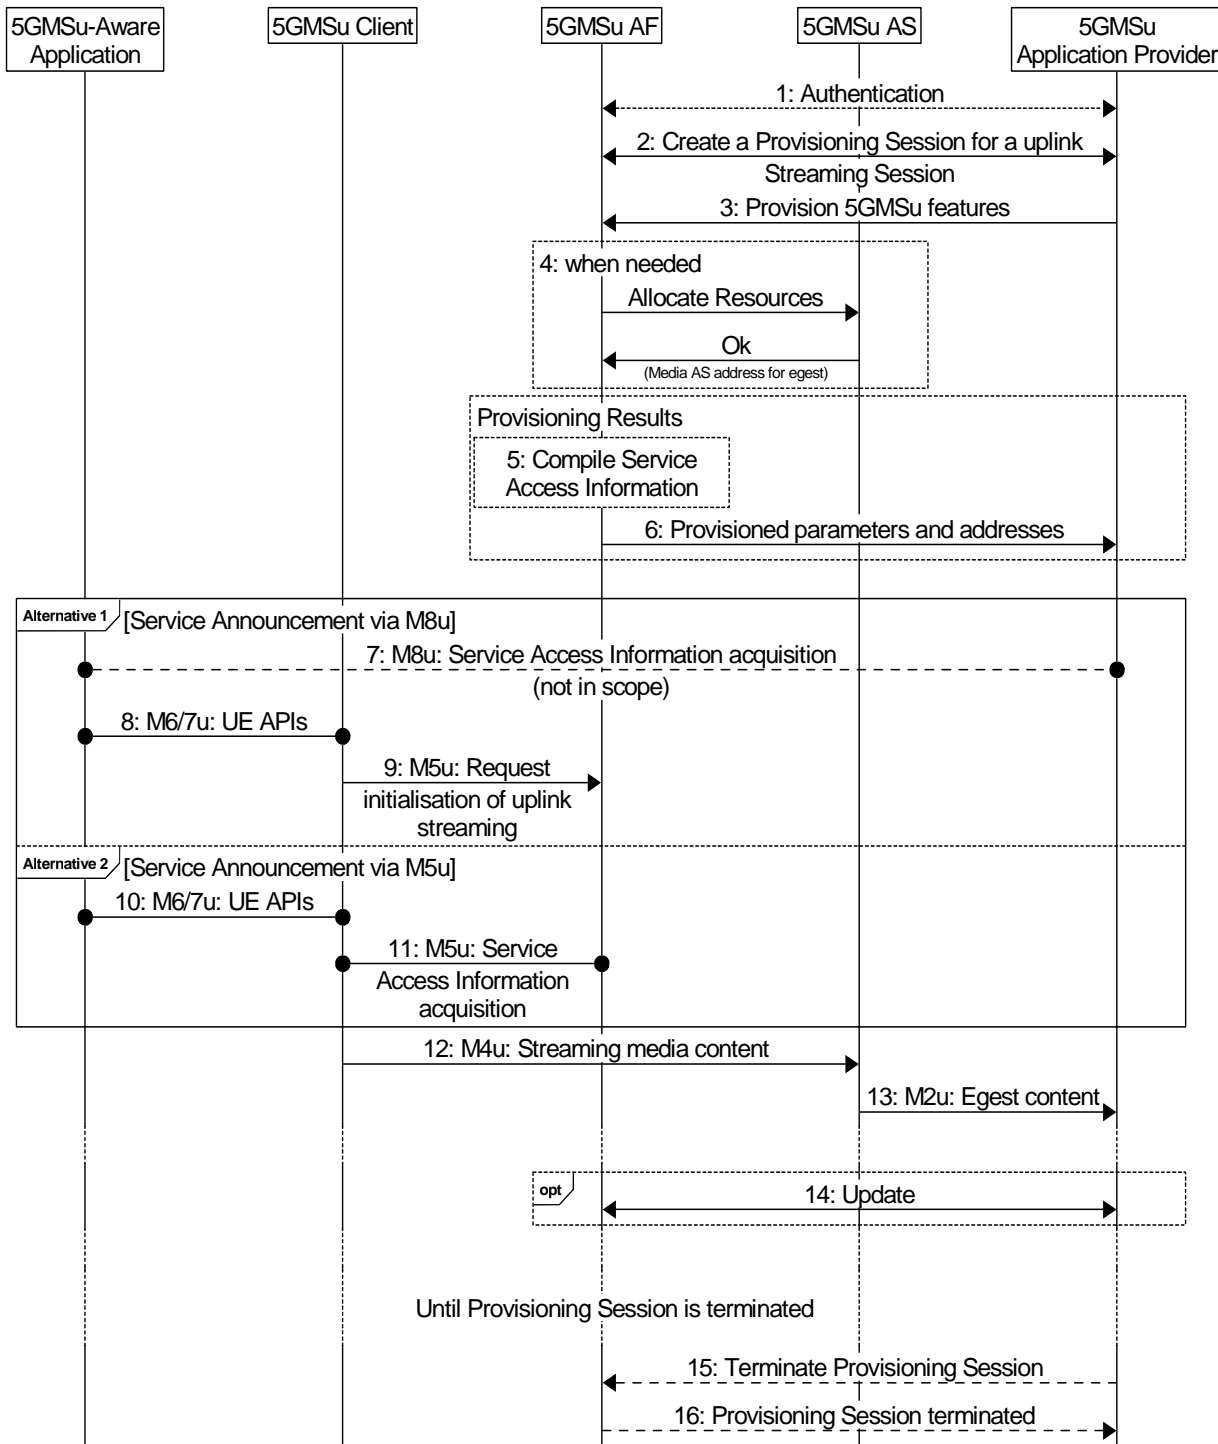 5GMSu-Aware
Application
5GMSu Client
5GMSu AF
5GMSu AS
5GMSu
Application Provider
1: Authentication
2: Create a Provisioning Session for a uplink
Streaming Session
3: Provision 5GMSu features
4: when needed
Allocate Resources
Ok
(Media AS address for egest)
Provisioning Results
5: Compile Service
Access Information
6: Provisioned parameters and addresses
Alternative 1
[Service Announcement via M8u]
7: M8u: Service Access Information acquisition
(not in scope)
8: M6/7u: UE APIs
9: M5u: Request
initialisation of uplink
streaming
Alternative 2
[Service Announcement via M5u]
10: M6/7u: UE APIs
11: M5u: Service
Access Information
acquisition
12: M4u: Streaming media content
13: M2u: Egest content
opt
14: Update
Until Provisioning Session is terminated
15: Terminate Provisioning Session
16: Provisioning Session terminated